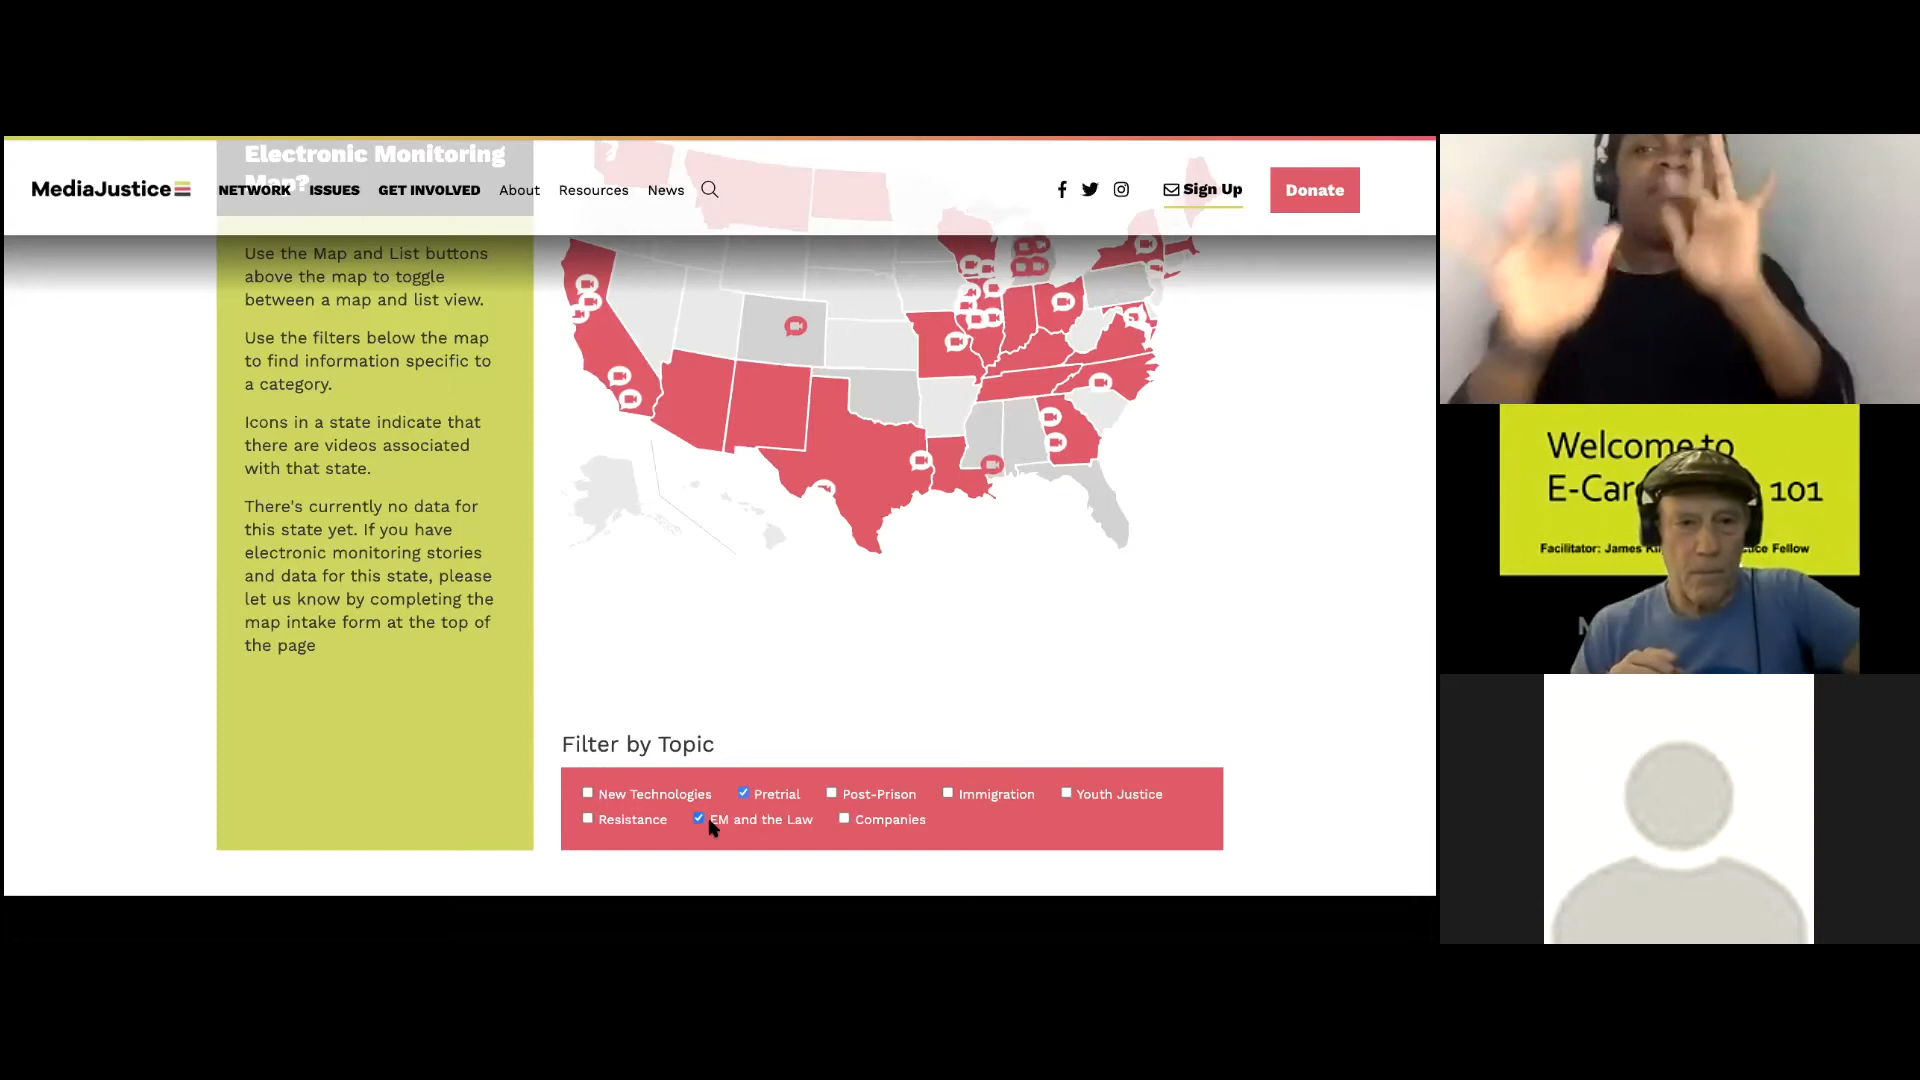 Electronic Monitoring
Map?
MediaJustice
NETWORK ISSUES GET INVOLVED About Resources News
Sign Up
Donate
Use the Map and List buttons
above the map to toggle
between a map and list view.
Use the filters below the map
to find information specific to
a category.
Icons in a state indicate that
there are videos associated
with that state.
There's currently no data for
this state yet. If you have
electronic monitoring stories
and data for this state, please
let us know by completing the
map intake form at the top of
the page
Filter by Topic
New Technologies Pretrial Post-Prison Immigration Youth Justice
Resistance EM and the Law Companies
Welcome to
101
Facilitator: James Fellow